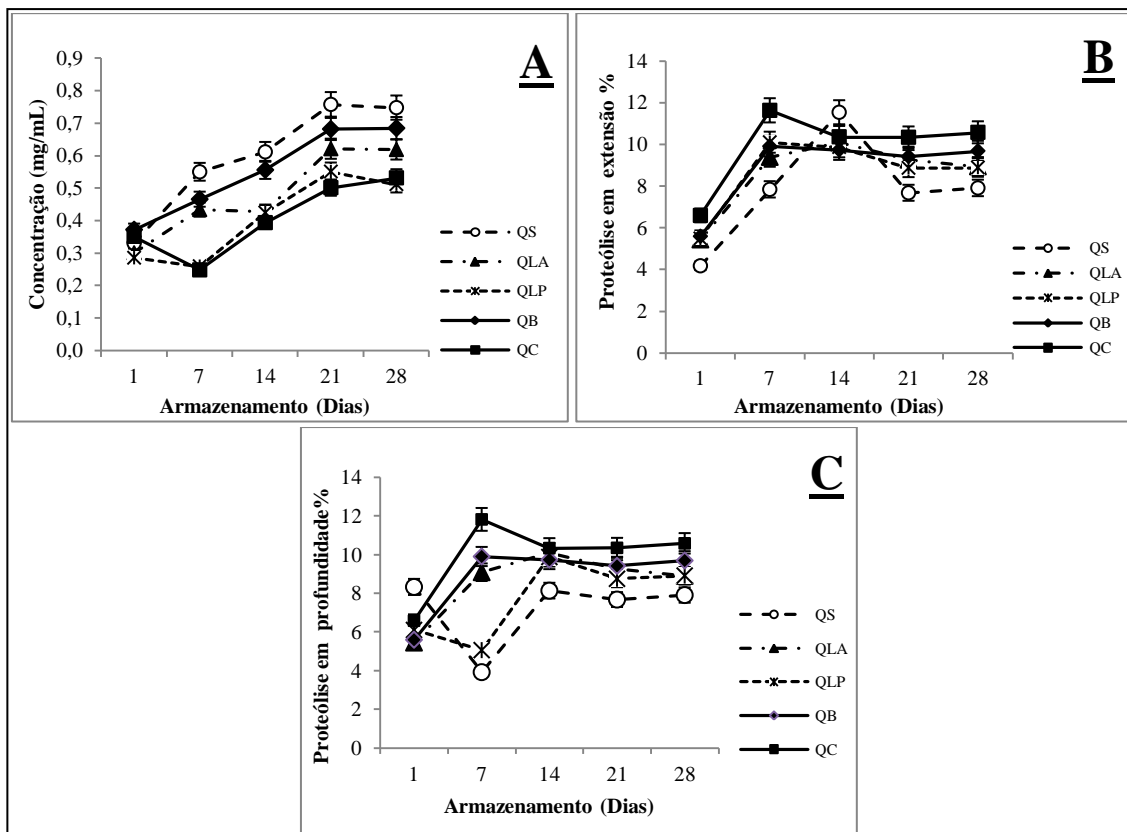 A
Concentração (mg/mL)
0,9
0,8
0,7
0,6
0,5
0,4
0,3
0,2
0,1
0,0
1 7 14 21 28
Armazenamento (Dias)
QS
QLA
QLP
QB
QC
B
Proteólise em extensão %
14
12
10
8
6
4
2
0
1 7 14 21 28
Armazenamento (Dias)
QS
QLA
QLP
QB
QC
C
Proteólise em profundidade%
14
12
10
8
6
4
2
0
1 7 14 21 28
Armazenamento (Dias)
QS
QLA
QLP
QB
QC